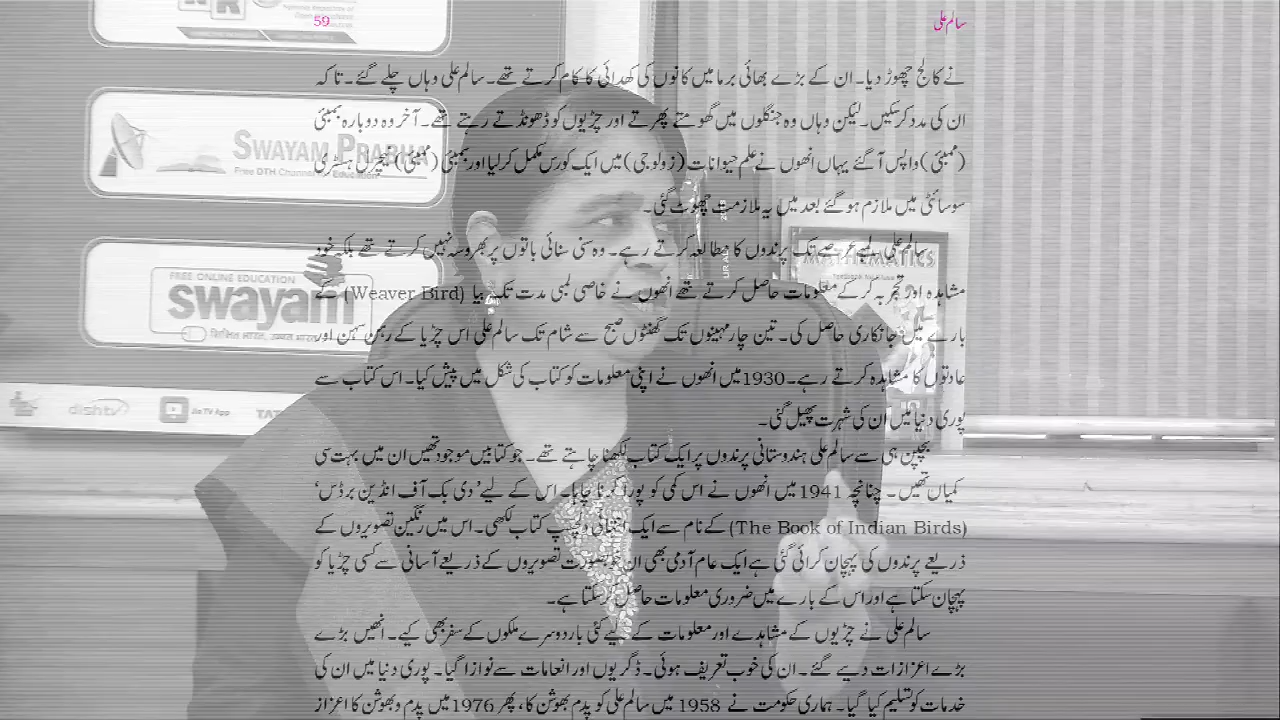 سالم علی
59
نے کالج چھوڑ دیا۔ ان کے بڑے بھائی برما میں کانوں کی کھدائی کا کام کرتے تھے۔ سالم علی وہاں چلے گئے۔ تاکہ
ان کی مدد کر سکیں۔ لیکن وہاں وہ جنگلوں میں گھومتے پھرتے اور چڑیوں کو ڈھونڈتے رہتے تھے۔ آخر وہ دوبارہ بمبئی
(ممبئی) واپس آ گئے یہاں انھوں نے علم حیوانات (زولوجی) میں ایک کورس مکمل کر لیا اور بمبئی (ممبئی) نیچرل ہسٹری
سوسائٹی میں ملازم ہو گئے بعد میں یہ ملازمت چھوٹ گئی۔
سالم علی لمبے عرصے تک پرندوں کا مطالعہ کرتے رہے۔ وہ سنی سنائی باتوں پر بھروسہ نہیں کرتے تھے بلکہ خود
مشاہدہ اور تجربہ کر کے معلومات حاصل کرتے تھے انھوں نے خاصی لمبی مدت تک بیا (Weaver Bird) کے
بارے میں جانکاری حاصل کی۔ تین چار مہینوں تک گھنٹوں صبح سے شام تک سالم علی اس چڑیا کے رہن سہن اور
عادتوں کا مشاہدہ کرتے رہے۔ 1930 میں انھوں نے اپنی معلومات کو کتاب کی شکل میں پیش کیا۔ اس کتاب سے
پوری دنیا میں ان کی شہرت پھیل گئی۔
بچپن ہی سے سالم علی ہندوستانی پرندوں پر ایک کتاب لکھنا چاہتے تھے۔ جو کتابیں موجود تھیں ان میں بہت سی
کمیاں تھیں۔ چنانچہ 1941 میں انھوں نے اس کمی کو پورا کرنا چاہا۔ اس کے لیے ’دی بک آف انڈین برڈس‘
(The Book of Indian Birds) کے نام سے ایک انتہائی دلچسپ کتاب لکھی۔ اس میں رنگین تصویروں کے
ذریعے پرندوں کی پہچان کرائی گئی ہے ایک عام آدمی بھی ان خوبصورت تصویروں کے ذریعے آسانی سے کسی چڑیا کو
پہچان سکتا ہے اور اس کے بارے میں ضروری معلومات حاصل کر سکتا ہے۔
سالم علی نے چڑیوں کے مشاہدے اور معلومات کے لیے کئی بار دوسرے ملکوں کے سفر بھی کیے۔ انھیں بڑے
بڑے اعزازات دیے گئے۔ ان کی خوب تعریف ہوئی۔ ڈگریوں اور انعامات سے نوازا گیا۔ پوری دنیا میں ان کی
خدمات کو تسلیم کیا گیا۔ ہماری حکومت نے 1958 میں سالم علی کو پدم بھوشن کا، پھر 1976 میں پدم وبھوشن کا اعزاز
SWAYAM PRABHA
Free DTH Channel for Education
FREE ONLINE EDUCATION
swayam
dishtv
Jio TV App
TATA
MATHEMATICS